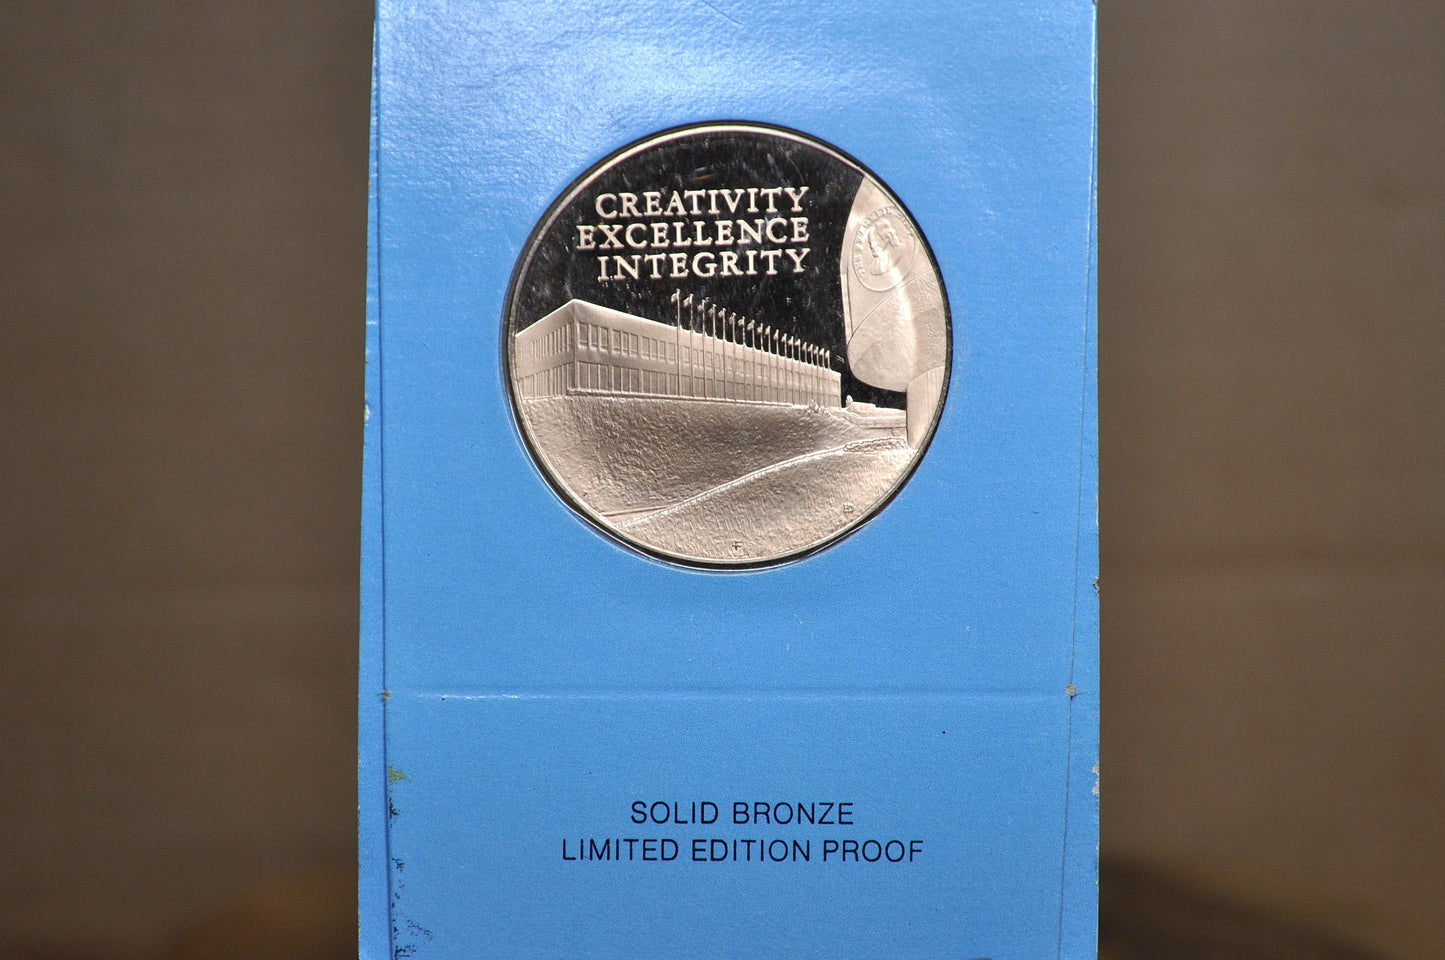 CREATIVITY
EXCELLENCE
INTEGRITY
SOLID BRONZE
LIMITED EDITION PROOF